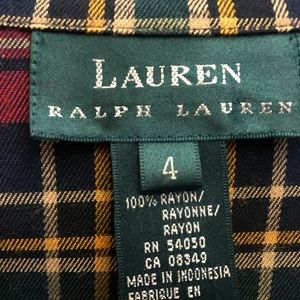 LAUREN
RALPH LAUREN
4
100% RAYON/
RAYONNE/
RAYON
RN 54050
CA 08349
MADE IN INDONESIA
FABRIQUE EN